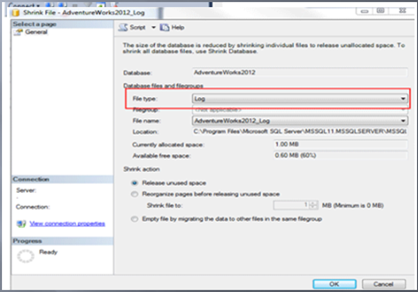 Shrink File - AdventureWorks2012_Log
Select a page
General
Script
Help
The size of the database is reduced by shrinking individual files to release unallocated space. To
shrink all database files, use Shrink Database.
Database:
AdventureWorks2012
Database files and filegroups
File type:
Log
Filegroup:
<not applicable>
File name:
AdventureWorks2012_Log
Location:
C:\Program Files\Microsoft SQL Server\MSSQL11.MSSQLSERVER\MSSQL
Currently allocated space:
1.00 MB
Available free space:
0.60 MB (60%)
Shrink action
Release unused space
Reorganize pages before releasing unused space
Shrink file to:
1
MB (Minimum is 0 MB)
Empty file by migrating the data to other files in the same filegroup
Connection
Server:
Connection:
View connection properties
Progress
Ready
OK
Cancel